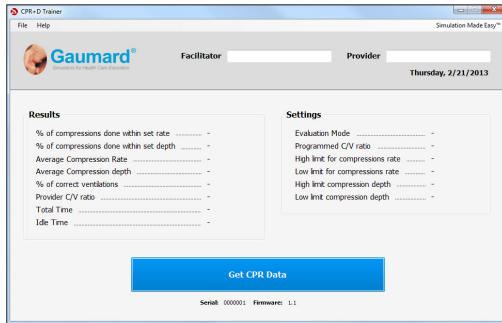 CPR+D Trainer
File Help Simulation Made Easy™
Gaumard®
Simulators for Health Care Education
Facilitator Provider
Thursday, 2/21/2013
Results
% of compressions done within set rate -
% of compressions done within set depth -
Average Compression Rate -
Average Compression depth -
% of correct ventilations -
Provider C/V ratio -
Total Time -
Idle Time -
Settings
Evaluation Mode -
Programmed C/V ratio -
High limit for compressions rate -
Low limit for compressions rate -
High limit compression depth -
Low limit compression depth -
Get CPR Data
Serial: 0000001 Firmware: 1.1